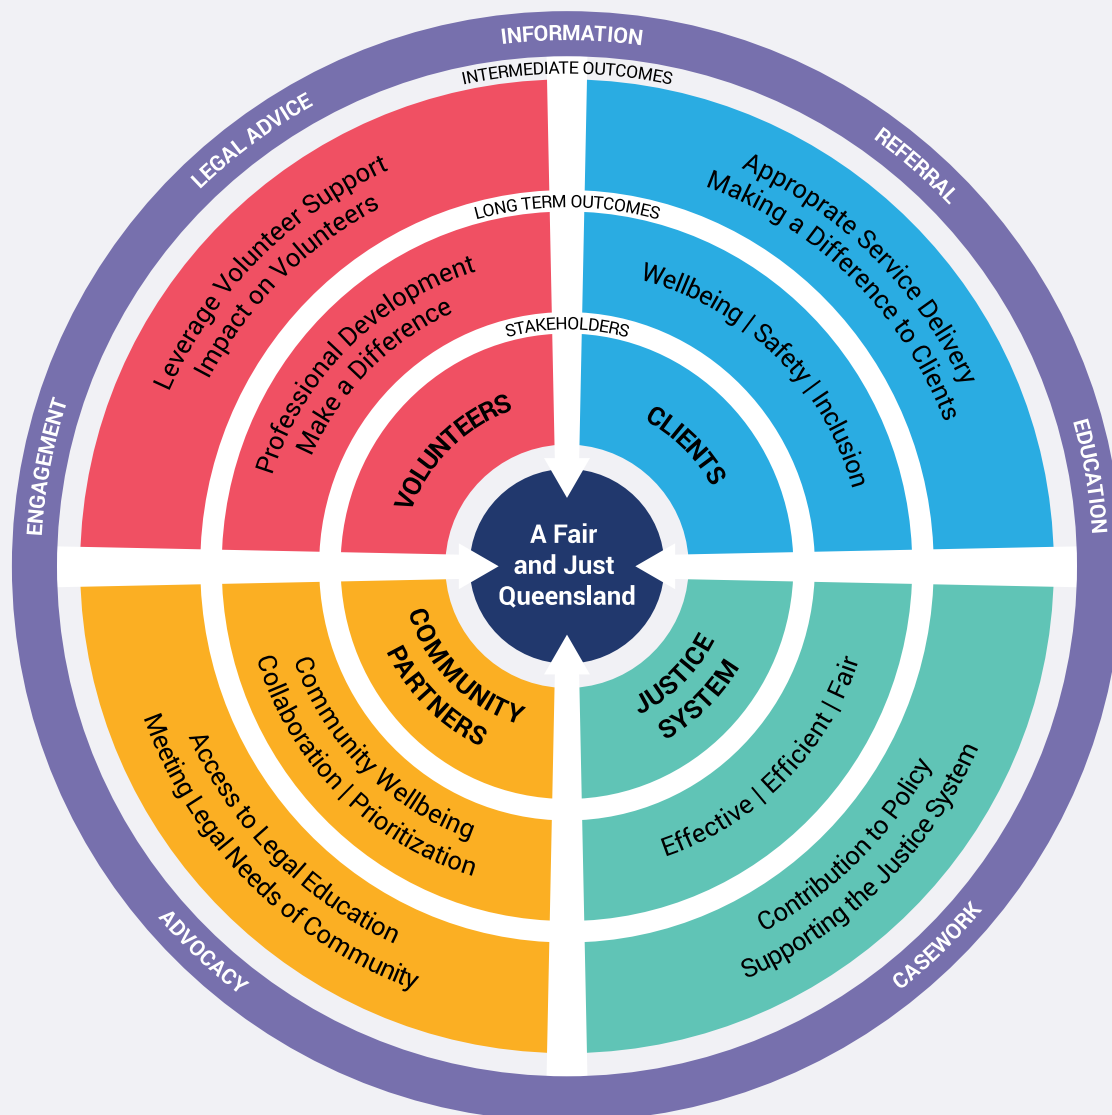 INFORMATION
LEGAL ADVICE
REFERRAL
ENGAGEMENT
EDUCATION
ADVOCACY
CASEWORK
INTERMEDIATE OUTCOMES
LONG TERM OUTCOMES
STAKEHOLDERS
Leverage Volunteer Support
Impact on Volunteers
Professional Development
Make a Difference
VOLUNTEERS
Approprate Service Delivery
Making a Difference to Clients
Wellbeing | Safety | Inclusion
CLIENTS
A Fair
and Just
Queensland
COMMUNITY
PARTNERS
Community Wellbeing
Collaboration | Prioritization
Access to Legal Education
Meeting Legal Needs of Community
JUSTICE
SYSTEM
Effective | Efficient | Fair
Contribution to Policy
Supporting the Justice System